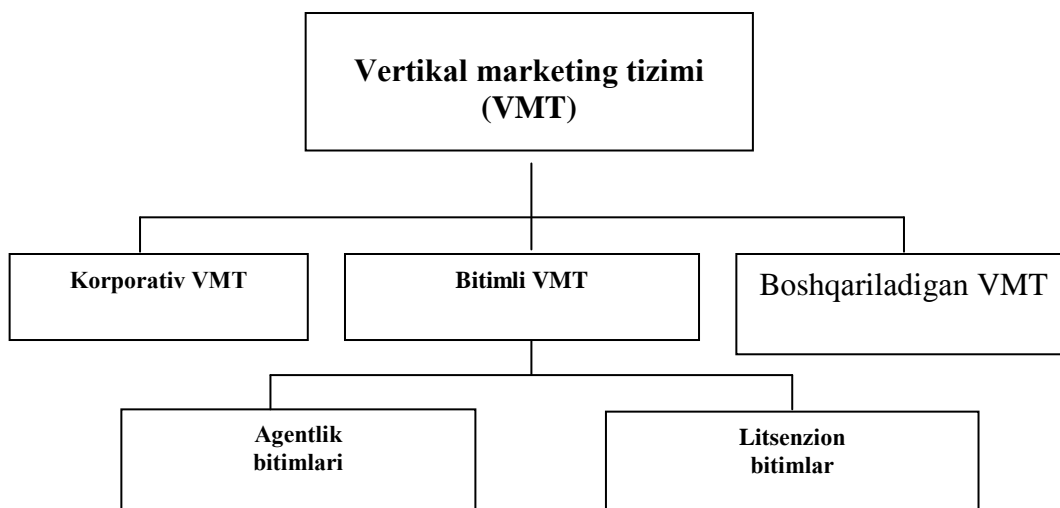 Vertikal marketing tizimi
(VMT)
Korporativ VMT
Bitimli VMT
Boshqariladigan VMT
Agentlik
bitimlari
Litsenzion
bitimlar